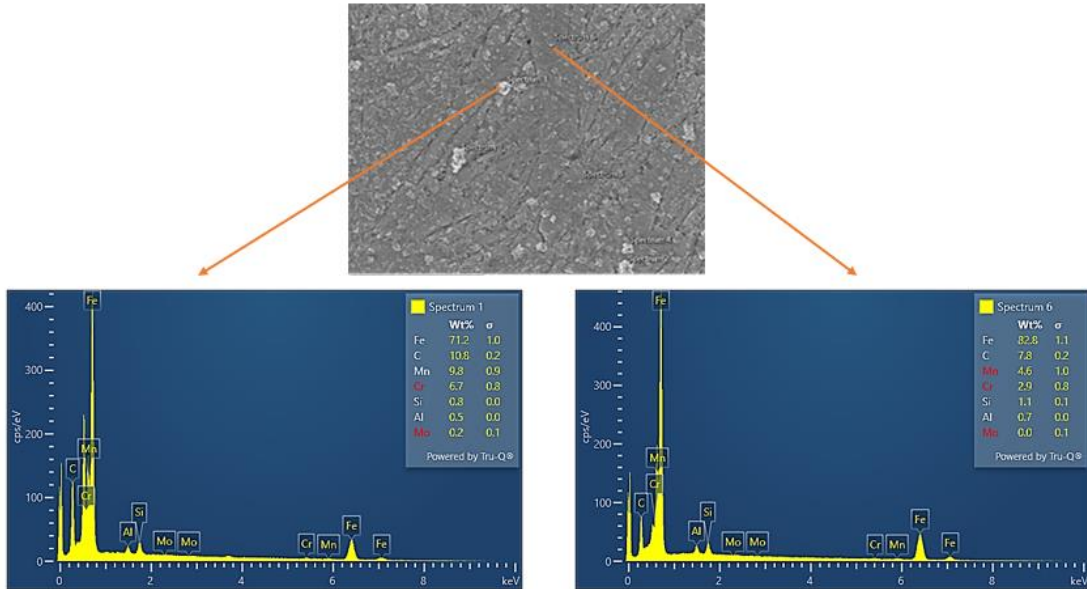 Spectrum 1
400
300
200
100
0
cps/eV
Fe
Mn
C
Cr
Al
Si
Mo
Mo
Cr
Mn
Fe
Fe
0
2
4
6
8
keV
Spectrum 1
Wt% σ
Fe 71.2 1.0
C 10.8 0.2
Mn 9.8 0.9
Cr 6.7 0.8
Si 0.8 0.0
Al 0.5 0.0
Mo 0.2 0.1
Powered by Tru-Q®
400
300
200
100
0
cps/eV
Fe
Mn
Cr
C
Al
Si
Mo
Mo
Cr
Mn
Fe
Fe
0
2
4
6
8
keV
Spectrum 6
Wt% σ
Fe 82.8 1.1
C 7.8 0.2
Mn 4.6 1.0
Cr 2.9 0.8
Si 1.1 0.1
Al 0.7 0.0
Mo 0.0 0.1
Powered by Tru-Q®